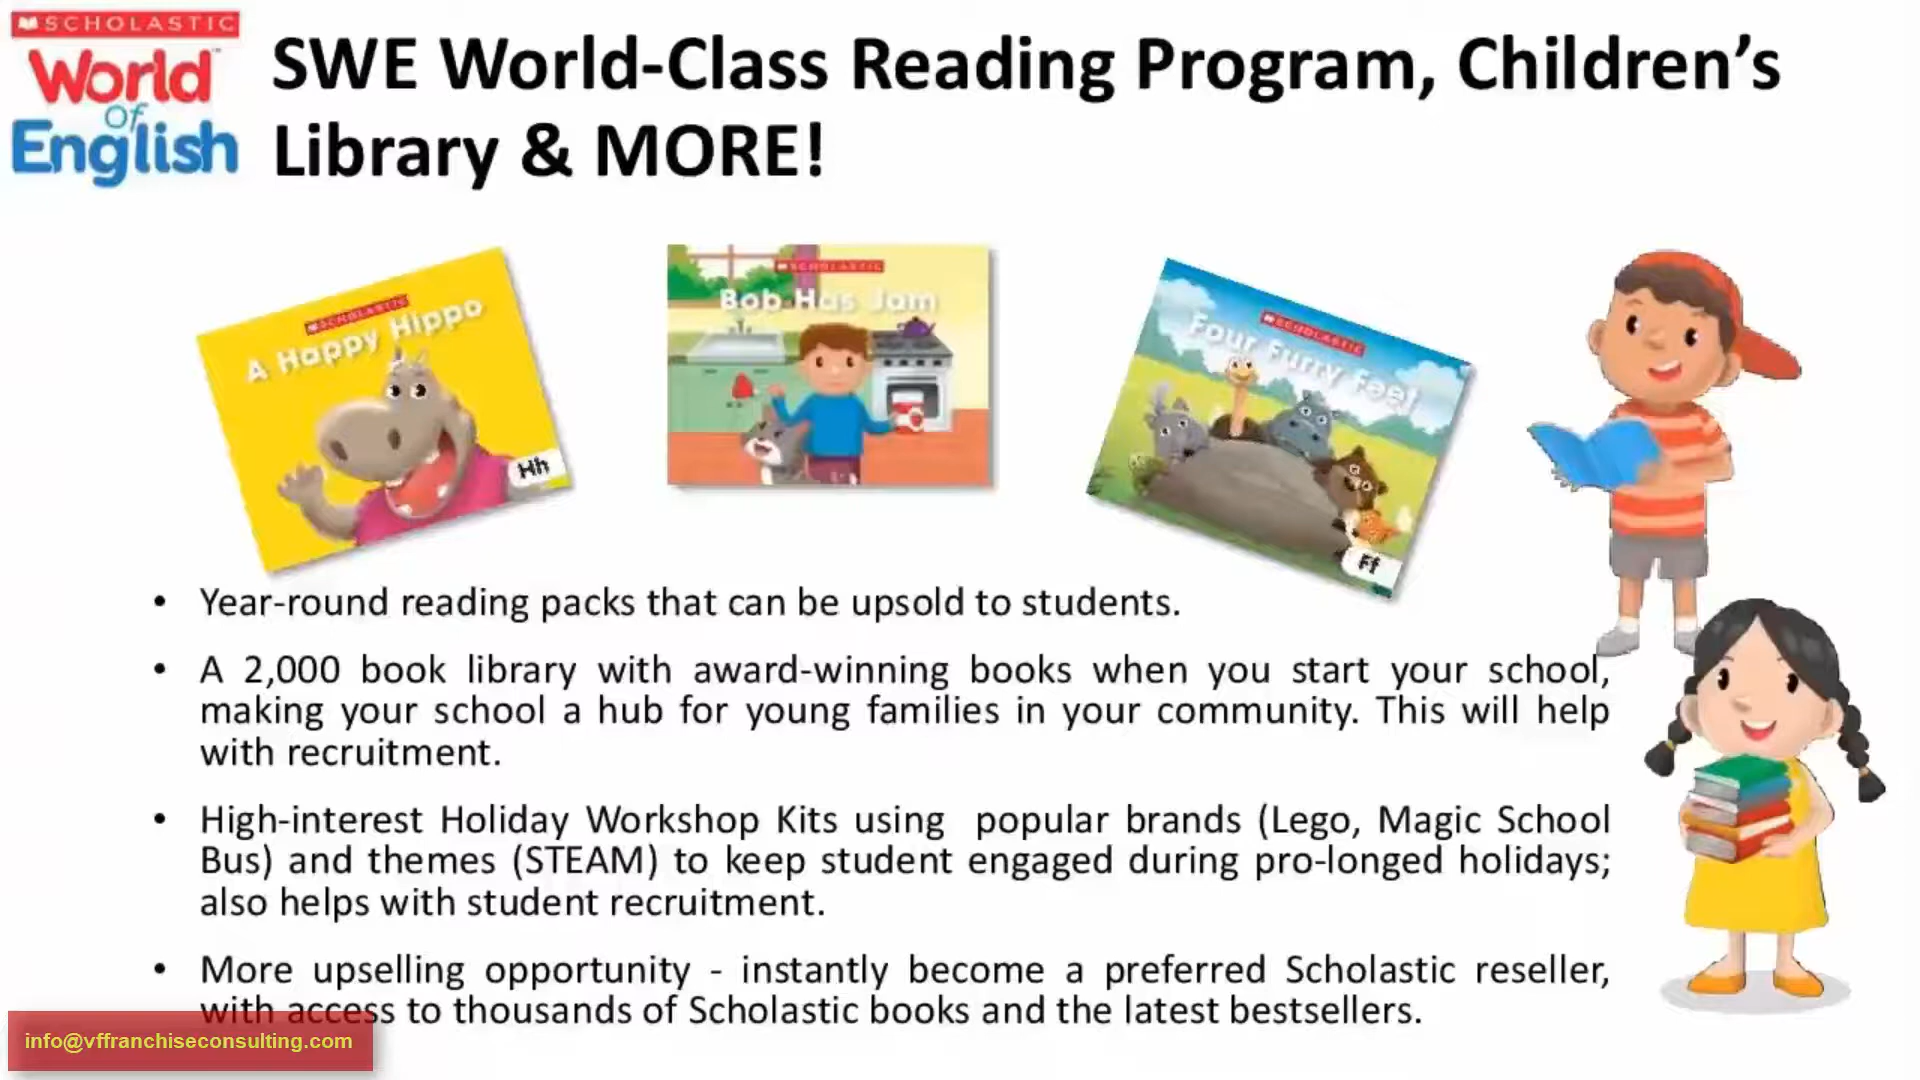 SCHOLASTIC
World
Of
English
SWE World-Class Reading Program, Children’s
Library & MORE!
SCHOLASTIC
A Happy Hippo
Hh
SCHOLASTIC
Bob Has Jam
SCHOLASTIC
Four Furry Feet
Ff
• Year-round reading packs that can be upsold to students.
• A 2,000 book library with award-winning books when you start your school,
making your school a hub for young families in your community. This will help
with recruitment.
• High-interest Holiday Workshop Kits using popular brands (Lego, Magic School
Bus) and themes (STEAM) to keep student engaged during pro-longed holidays;
also helps with student recruitment.
• More upselling opportunity - instantly become a preferred Scholastic reseller,
with access to thousands of Scholastic books and the latest bestsellers.
info@vffranchiseconsulting.com